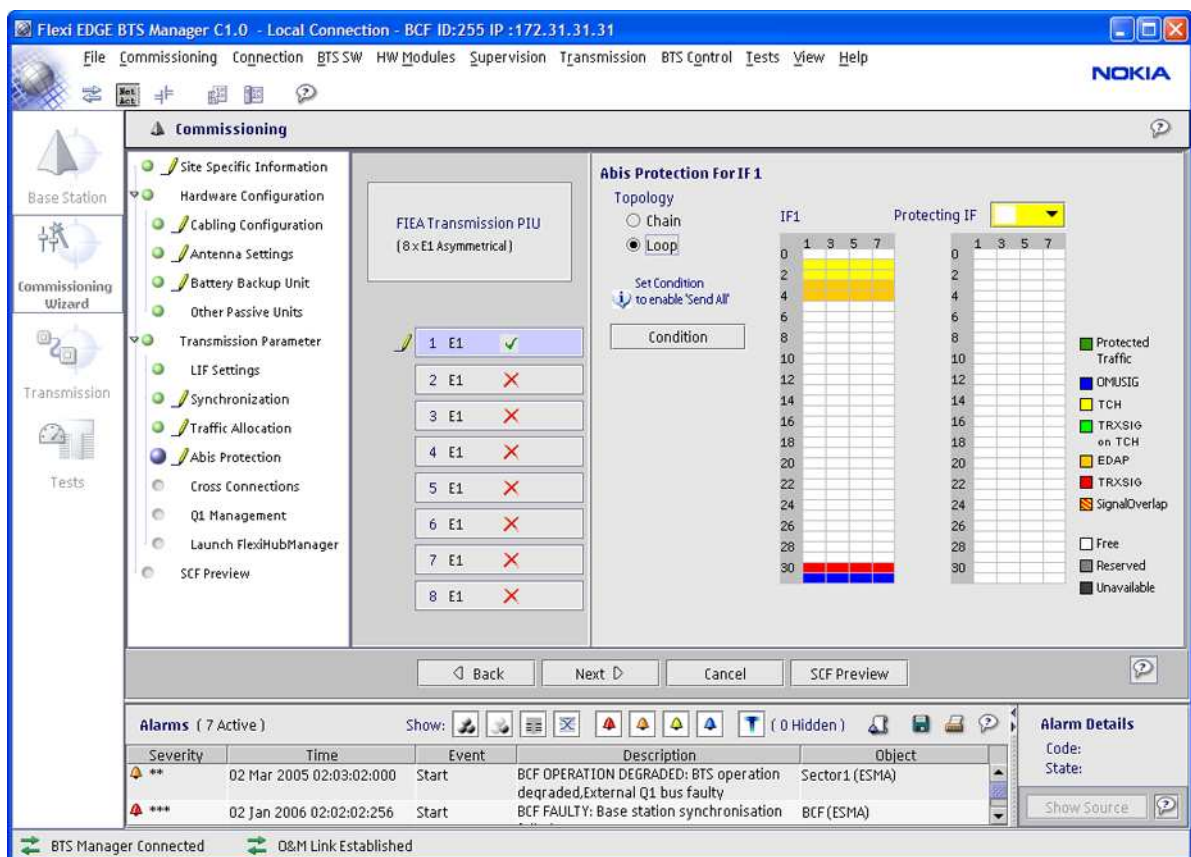 Flexi EDGE BTS Manager C1.0 - Local Connection - BCF ID:255 IP :172.31.31.31
File Commissioning Connection BTS SW HW Modules Supervision Transmission BTS Control Tests View Help
NOKIA
Net
Act
Commissioning
Base Station
Commissioning
Wizard
Transmission
Tests
Site Specific Information
Hardware Configuration
Cabling Configuration
Antenna Settings
Battery Backup Unit
Other Passive Units
Transmission Parameter
LIF Settings
Synchronization
Traffic Allocation
Abis Protection
Cross Connections
Q1 Management
Launch FlexiHubManager
SCF Preview
FIEA Transmission PIU
(8 x E1 Asymmetrical)
1 E1
2 E1
3 E1
4 E1
5 E1
6 E1
7 E1
8 E1
Abis Protection For IF 1
Topology
Chain
Loop
Set Condition
to enable 'Send All'
Condition
IF1
1 3 5 7
0
2
4
6
8
10
12
14
16
18
20
22
24
26
28
30
Protecting IF
1 3 5 7
0
2
4
6
8
10
12
14
16
18
20
22
24
26
28
30
Protected
Traffic
OMUSIG
TCH
TRXSIG
on TCH
EDAP
TRXSIG
SignalOverlap
Free
Reserved
Unavailable
Back
Next
Cancel
SCF Preview
Alarms ( 7 Active )
Show:
( 0 Hidden )
Severity Time Event Description Object
** 02 Mar 2005 02:03:02:000 Start BCF OPERATION DEGRADED: BTS operation Sector1 (ESMA)
degraded,External Q1 bus faulty
*** 02 Jan 2006 02:02:02:256 Start BCF FAULTY: Base station synchronisation BCF(ESMA)
Alarm Details
Code:
State:
Show Source
BTS Manager Connected O&M Link Established